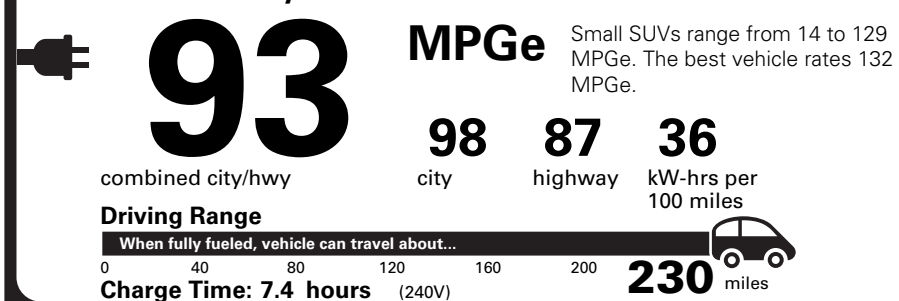 93
MPGe
Small SUVs range from 14 to 129
MPGe. The best vehicle rates 132
MPGe.
98
87
36
combined city/hwy
city
highway
kW-hrs per
100 miles
Driving Range
When fully fueled, vehicle can travel about...
0 40 80 120 160 200 230 miles
Charge Time: 7.4 hours (240V)